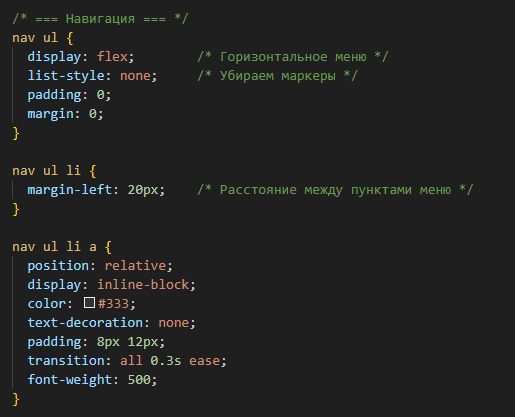 /* === Навигация === */
nav ul {
  display: flex;        /* Горизонтальное меню */
  list-style: none;     /* Убираем маркеры */
  padding: 0;
  margin: 0;
}

nav ul li {
  margin-left: 20px;    /* Расстояние между пунктами меню */
}

nav ul li a {
  position: relative;
  display: inline-block;
  color: #333;
  text-decoration: none;
  padding: 8px 12px;
  transition: all 0.3s ease;
  font-weight: 500;
}